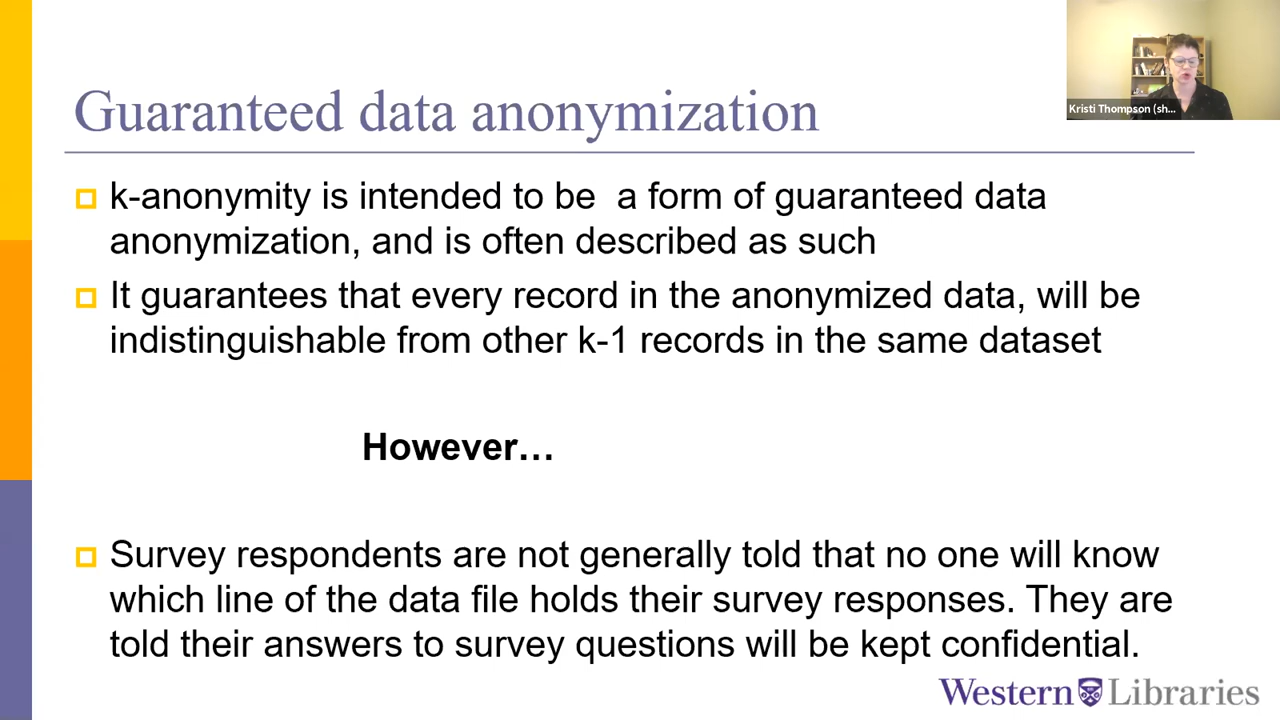 Kristi Thompson (sh...
Guaranteed data anonymization
k-anonymity is intended to be  a form of guaranteed data
anonymization, and is often described as such
It guarantees that every record in the anonymized data, will be
indistinguishable from other k-1 records in the same dataset
However…
Survey respondents are not generally told that no one will know
which line of the data file holds their survey responses. They are
told their answers to survey questions will be kept confidential.
Western Libraries